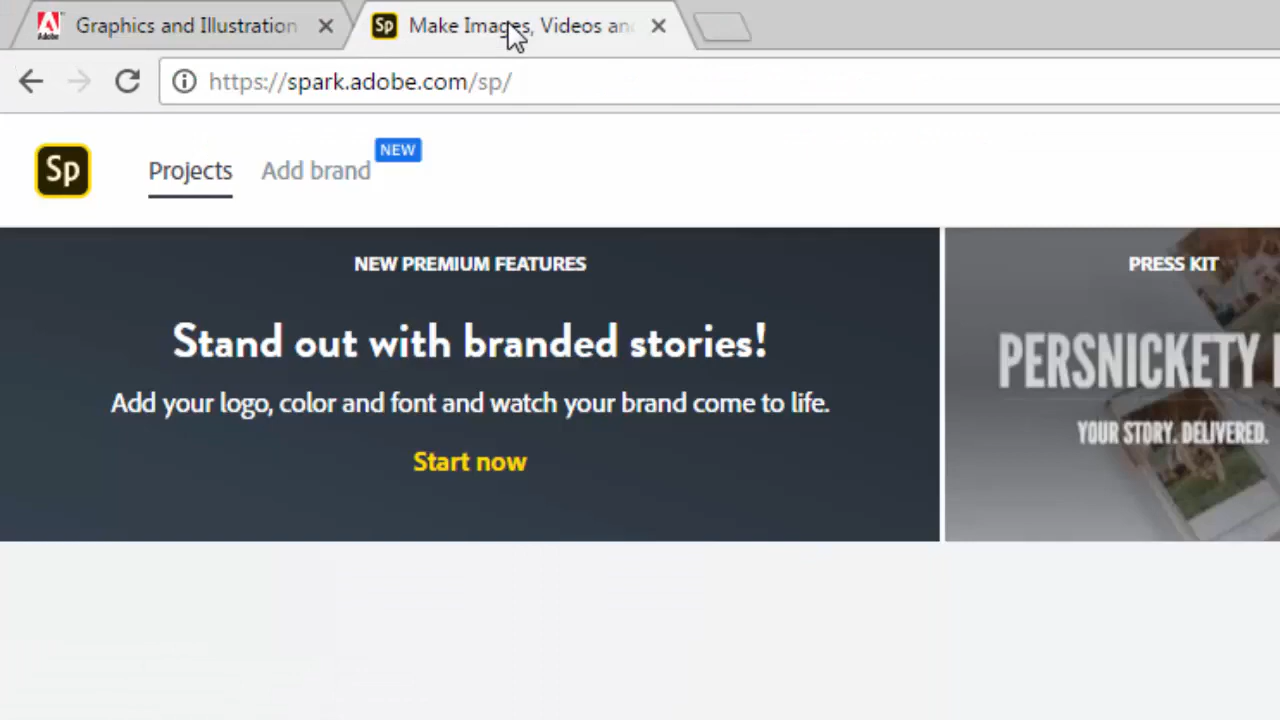 Graphics and Illustration
Make Images, Videos and
https://spark.adobe.com/sp/
Sp
Projects
Add brand
NEW
NEW PREMIUM FEATURES
Stand out with branded stories!
Add your logo, color and font and watch your brand come to life.
Start now
PRESS KIT
PERSNICKETY
YOUR STORY. DELIVERED.